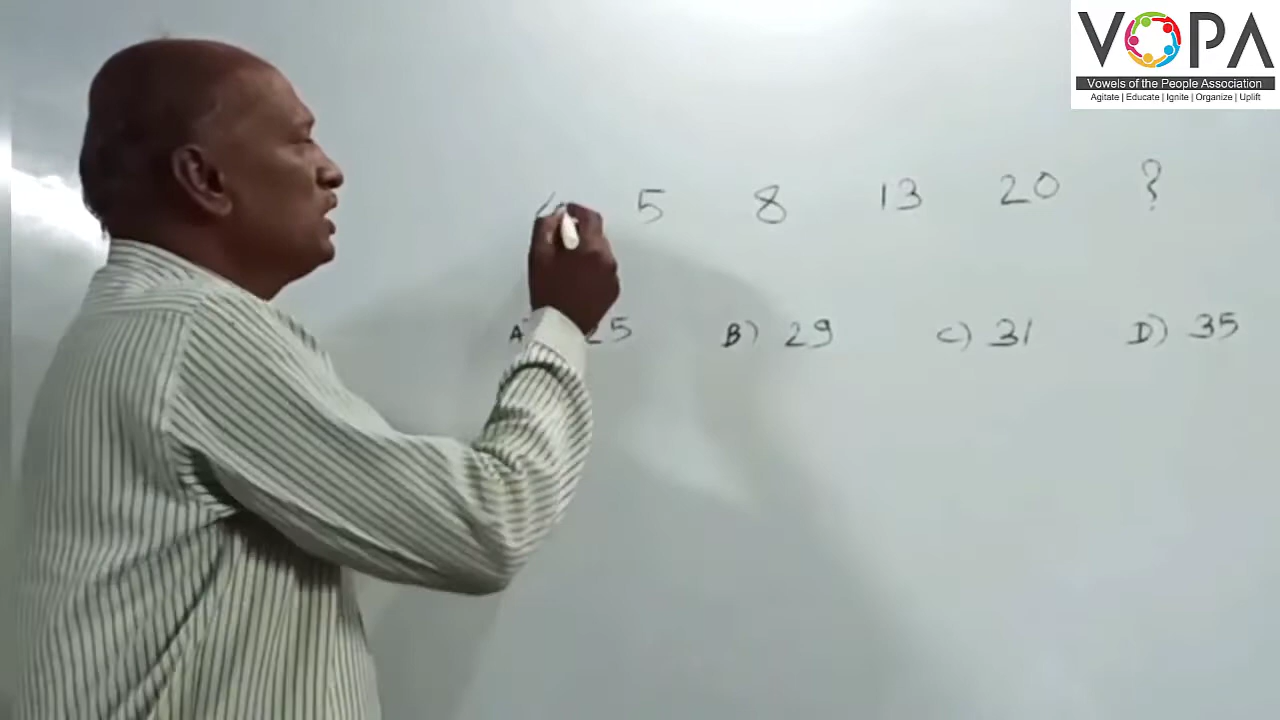 VOPA
Vowels of the People Association
Agitate | Educate | Ignite | Organize | Uplift
5 8 13 20 ?
A 25 B) 29 C) 31 D) 35